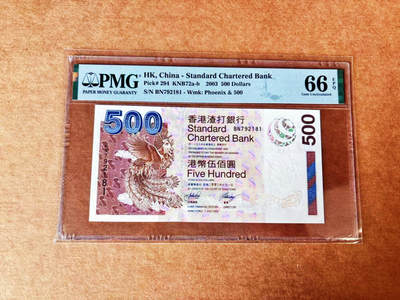 PMG
PAPER MONEY GUARANTY
HK, China - Standard Chartered Bank
Pick# 294 KNB72a-b 2003 500 Dollars
S/N BN792181 - Wmk: Phoenix & 500
66 EPQ
Gem Uncirculated
500
香港渣打銀行
Standard
Chartered Bank
BN792181
港幣伍佰圓
Five Hundred
500